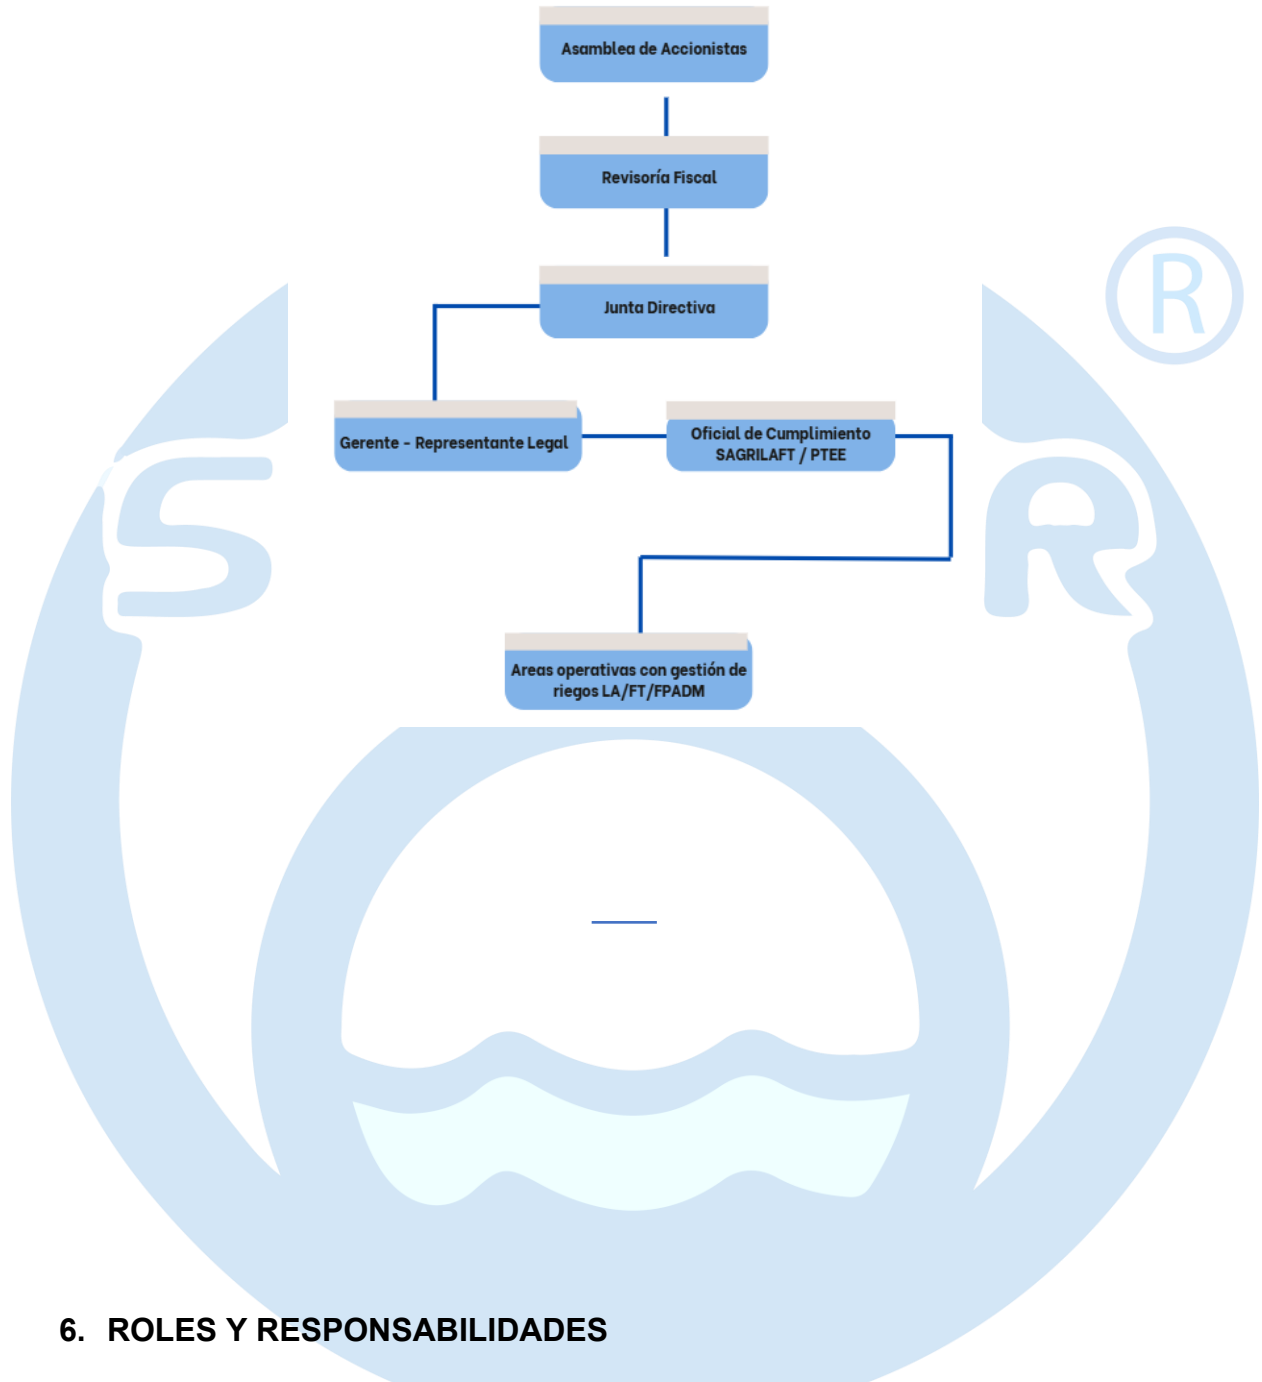 Asamblea de Accionistas
Revisoría Fiscal
Junta Directiva
R
Gerente - Representante Legal
Oficial de Cumplimiento
SAGRILAFT / PTEE
S R
Areas operativas con gestión de
riegos LA/FT/FPADM
6. ROLES Y RESPONSABILIDADES